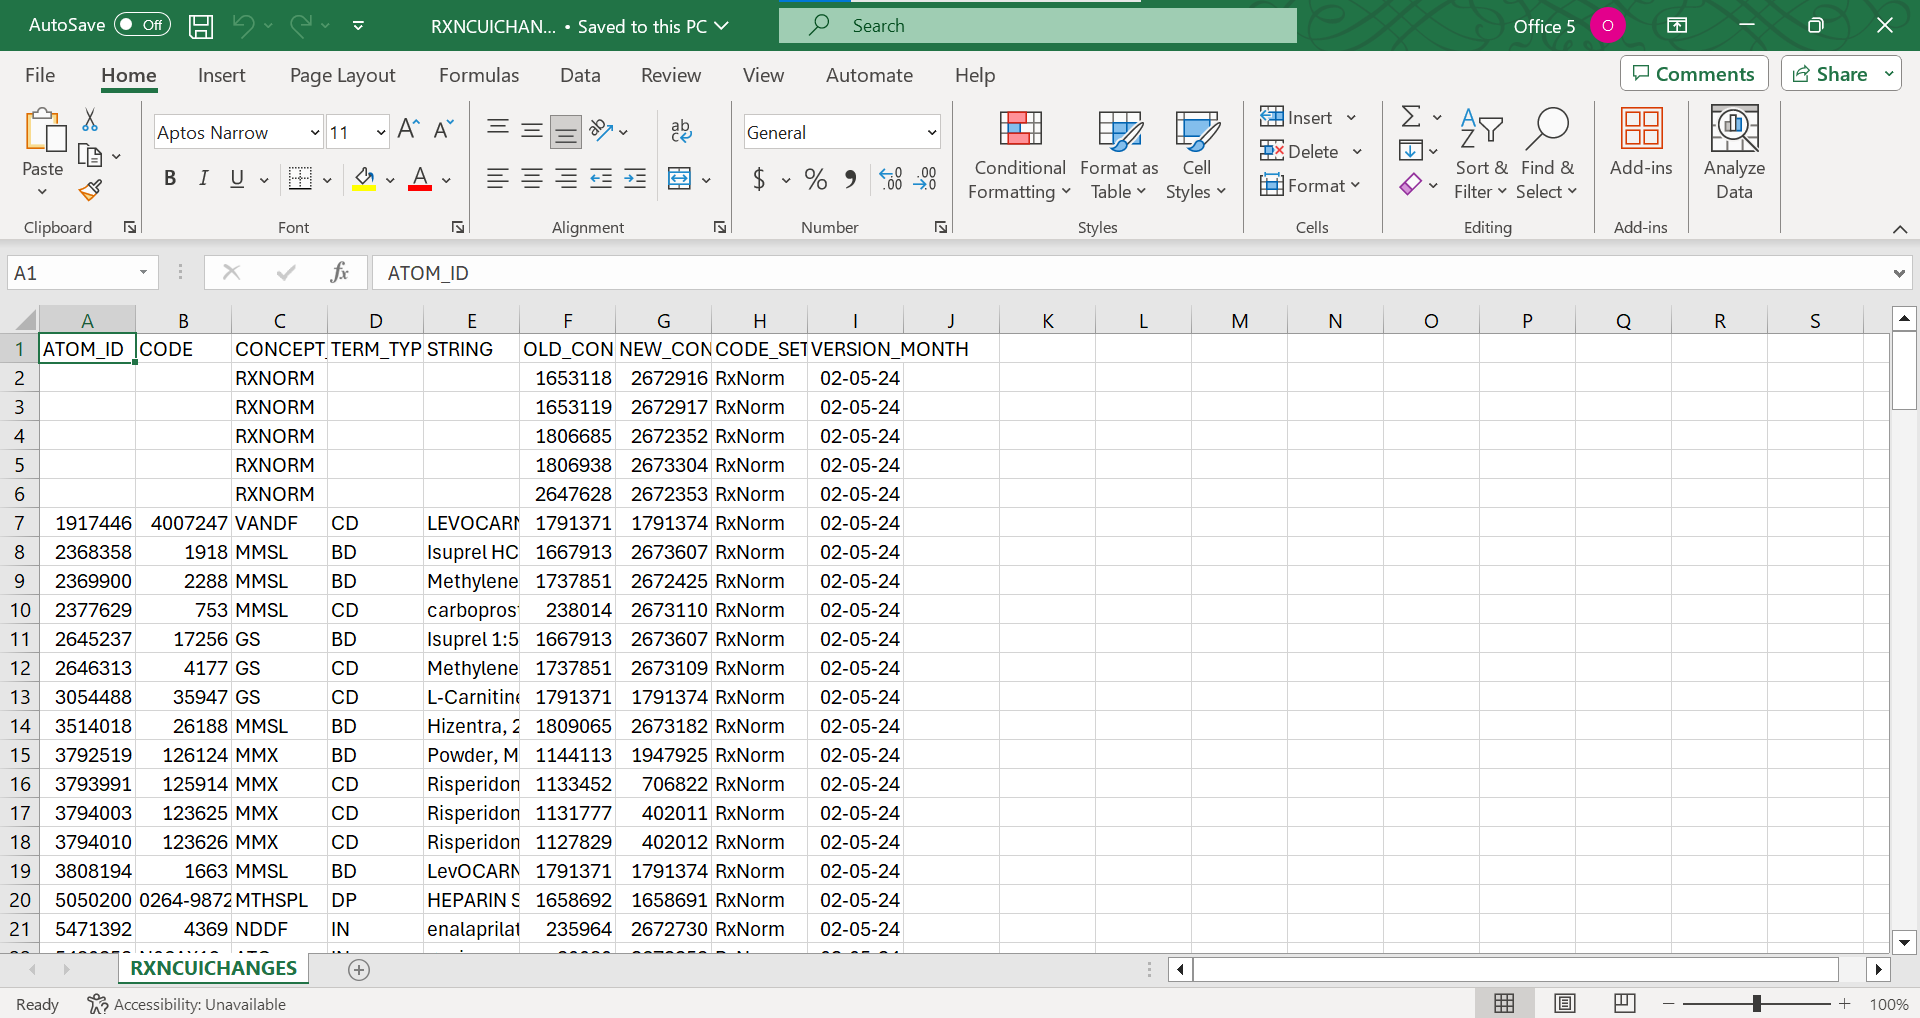 AutoSave Off RXNCUICHAN... • Saved to this PC Search Office 5 O
File Home Insert Page Layout Formulas Data Review View Automate Help Comments Share
Paste
Clipboard
Aptos Narrow 11
B I U
Font
Alignment
General
Number
Conditional Formatting
Format as Table
Cell Styles
Styles
Insert
Delete
Format
Cells
Sort & Filter
Find & Select
Editing
Add-ins
Add-ins
Analyze Data
A1 fx ATOM_ID
A B C D E F G H I J K L M N O P Q R S
1 ATOM_ID CODE CONCEPT_ TERM_TYP STRING OLD_CON NEW_CON CODE_SET VERSION_MONTH
2 RXNORM 1653118 2672916 RxNorm 02-05-24
3 RXNORM 1653119 2672917 RxNorm 02-05-24
4 RXNORM 1806685 2672352 RxNorm 02-05-24
5 RXNORM 1806938 2673304 RxNorm 02-05-24
6 RXNORM 2647628 2672353 RxNorm 02-05-24
7 1917446 4007247 VANDF CD LEVOCARN 1791371 1791374 RxNorm 02-05-24
8 2368358 1918 MMSL BD Isuprel HC 1667913 2673607 RxNorm 02-05-24
9 2369900 2288 MMSL BD Methylene 1737851 2672425 RxNorm 02-05-24
10 2377629 753 MMSL CD carbopros 238014 2673110 RxNorm 02-05-24
11 2645237 17256 GS BD Isuprel 1:5 1667913 2673607 RxNorm 02-05-24
12 2646313 4177 GS CD Methylene 1737851 2673109 RxNorm 02-05-24
13 3054488 35947 GS CD L-Carnitine 1791371 1791374 RxNorm 02-05-24
14 3514018 26188 MMSL BD Hizentra, 2 1809065 2673182 RxNorm 02-05-24
15 3792519 126124 MMX BD Powder, M 1144113 1947925 RxNorm 02-05-24
16 3793991 125914 MMX CD Risperidon 1133452 706822 RxNorm 02-05-24
17 3794003 123625 MMX CD Risperidon 1131777 402011 RxNorm 02-05-24
18 3794010 123626 MMX CD Risperidon 1127829 402012 RxNorm 02-05-24
19 3808194 1663 MMSL BD LevOCARN 1791371 1791374 RxNorm 02-05-24
20 5050200 0264-9872 MTHSPL DP HEPARIN S 1658692 1658691 RxNorm 02-05-24
21 5471392 4369 NDDF IN enalaprilat 235964 2672730 RxNorm 02-05-24
RXNCUICHANGES
Ready Accessibility: Unavailable 100%